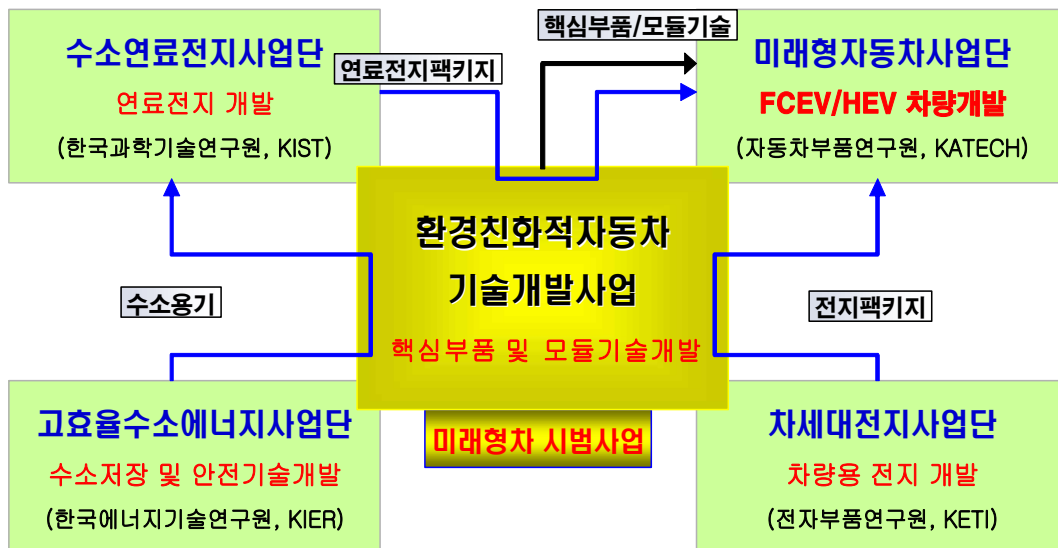 핵심부품/모듈기술
수소연료전지사업단
연료전지 개발
(한국과학기술연구원, KIST)
연료전지팩키지
미래형자동차사업단
FCEV/HEV 차량개발
(자동차부품연구원, KATECH)
환경친화적자동차
기술개발사업
핵심부품 및 모듈기술개발
수소용기
전지팩키지
미래형차 시범사업
고효율수소에너지사업단
수소저장 및 안전기술개발
(한국에너지기술연구원, KIER)
차세대전지사업단
차량용 전지 개발
(전자부품연구원, KETI)